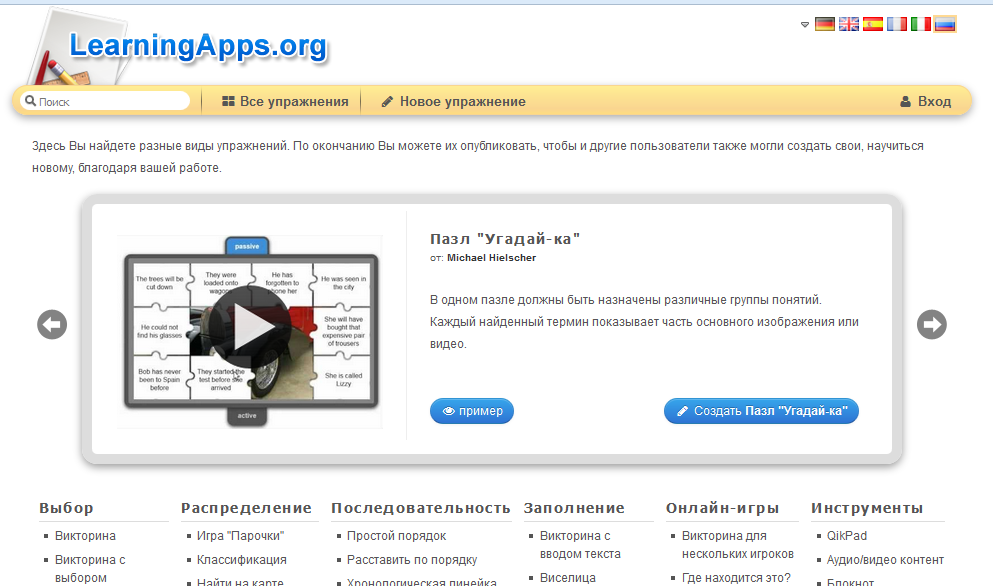 LearningApps.org
Поиск
Все упражнения
Новое упражнение
Вход
Здесь Вы найдете разные виды упражнений. По окончанию Вы можете их опубликовать, чтобы и другие пользователи также могли создать свои, научиться
новому, благодаря вашей работе.
passive
The trees will be
cut down
They were
loaded onto
wagons
He has
forgotten to
phone her
He was seen in
the city
He could not
find his glasses
She will have
bought that
expensive pair
of trousers
Bob has never
been to Spain
before
They started the
test before she
arrived
She is called
Lizzy
active
Пазл "Угадай-ка"
от: Michael Hielscher
В одном пазле должны быть назначены различные группы понятий.
Каждый найденный термин показывает часть основного изображения или
видео.
пример
Создать Пазл "Угадай-ка"
Выбор
Викторина
Викторина с
выбором
Распределение
Игра "Парочки"
Классификация
Найти на карте
Последовательность
Простой порядок
Расставить по порядку
Хронологическая линейка
Заполнение
Викторина с
вводом текста
Виселица
Онлайн-игры
Викторина для
нескольких игроков
Где находится это?
Инструменты
QikPad
Аудио/видео контент
Блокнот